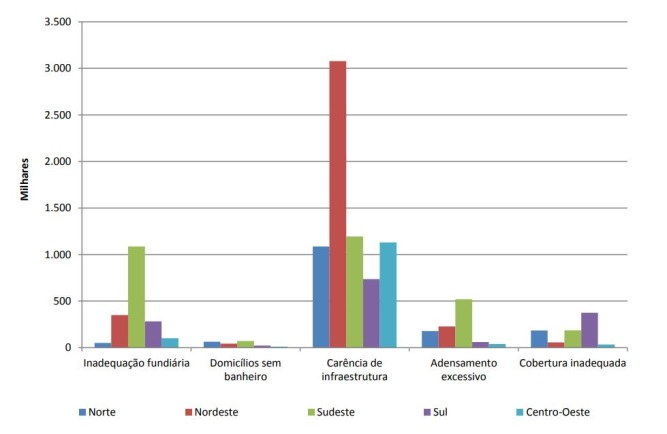 3.500
3.000
2.500
2.000
1.500
1.000
500
0
Milhares
Inadequação fundiária
Domicílios sem
banheiro
Carência de
infraestrutura
Adensamento
excessivo
Cobertura inadequada
Norte
Nordeste
Sudeste
Sul
Centro-Oeste